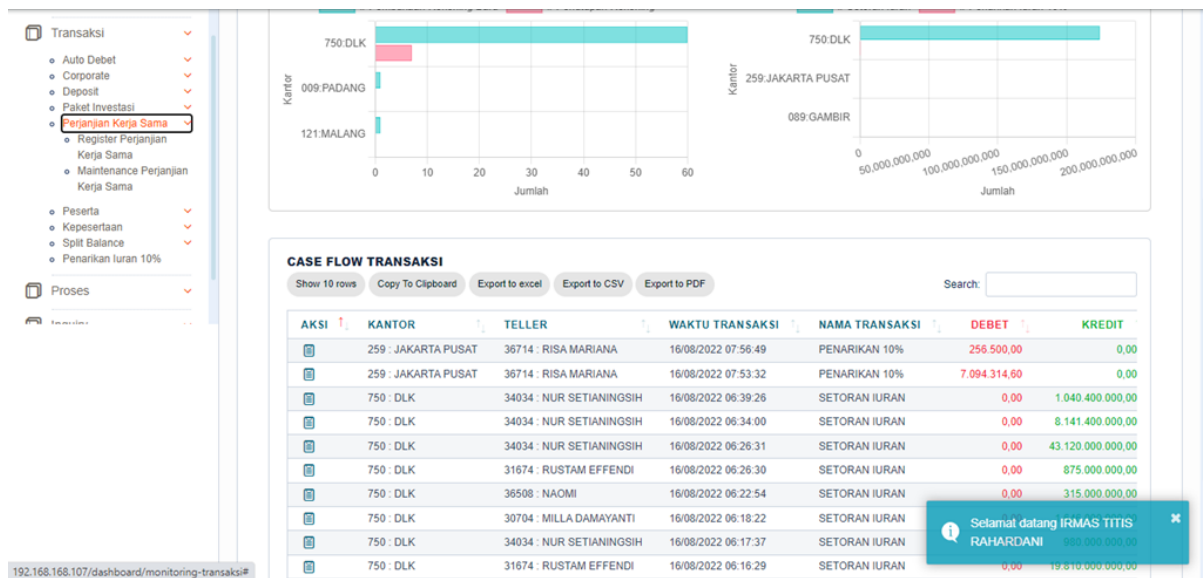 Transaksi
Auto Debet
Corporate
Deposit
Paket Investasi
Perjanjian Kerja Sama
Register Perjanjian
Kerja Sama
Maintenance Perjanjian
Kerja Sama
Peserta
Kepesertaan
Split Balance
Penarikan Iuran 10%
Proses
Kantor
750:DLK
009:PADANG
121:MALANG
0 10 20 30 40 50 60
Jumlah
Kantor
750:DLK
259:JAKARTA PUSAT
089:GAMBIR
0 50,000,000,000 100,000,000,000 150,000,000,000 200,000,000,000
Jumlah
CASE FLOW TRANSAKSI
Show 10 rows Copy To Clipboard Export to excel Export to CSV Export to PDF Search:
AKSI KANTOR TELLER WAKTU TRANSAKSI NAMA TRANSAKSI DEBET KREDIT
259 : JAKARTA PUSAT 36714 : RISA MARIANA 16/08/2022 07:56:49 PENARIKAN 10% 256.500,00 0,00
259 : JAKARTA PUSAT 36714 : RISA MARIANA 16/08/2022 07:53:32 PENARIKAN 10% 7.094.314,60 0,00
750 : DLK 34034 : NUR SETIANINGSIH 16/08/2022 06:39:26 SETORAN IURAN 0,00 1.040.400.000,00
750 : DLK 34034 : NUR SETIANINGSIH 16/08/2022 06:34:00 SETORAN IURAN 0,00 8.141.400.000,00
750 : DLK 34034 : NUR SETIANINGSIH 16/08/2022 06:26:31 SETORAN IURAN 0,00 43.120.000.000,00
750 : DLK 31674 : RUSTAM EFFENDI 16/08/2022 06:26:30 SETORAN IURAN 0,00 875.000.000,00
750 : DLK 36508 : NAOMI 16/08/2022 06:22:54 SETORAN IURAN 0,00 315.000.000,00
750 : DLK 30704 : MILLA DAMAYANTI 16/08/2022 06:18:22 SETORAN IURAN
750 : DLK 34034 : NUR SETIANINGSIH 16/08/2022 06:17:37 SETORAN IURAN
750 : DLK 31674 : RUSTAM EFFENDI 16/08/2022 06:16:29 SETORAN IURAN 0,00 19.810.000.000,00
Selamat datang IRMAS TITIS
RAHARDANI
192.168.168.107/dashboard/monitoring-transaksi#